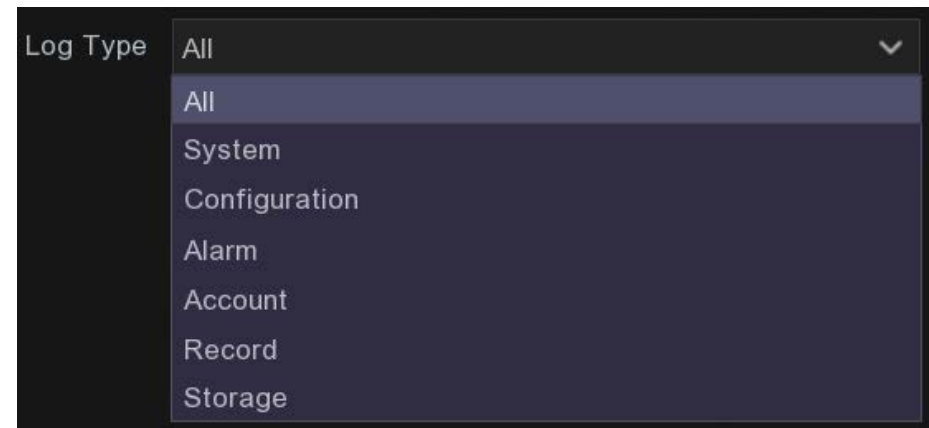 Log Type All
All
System
Configuration
Alarm
Account
Record
Storage